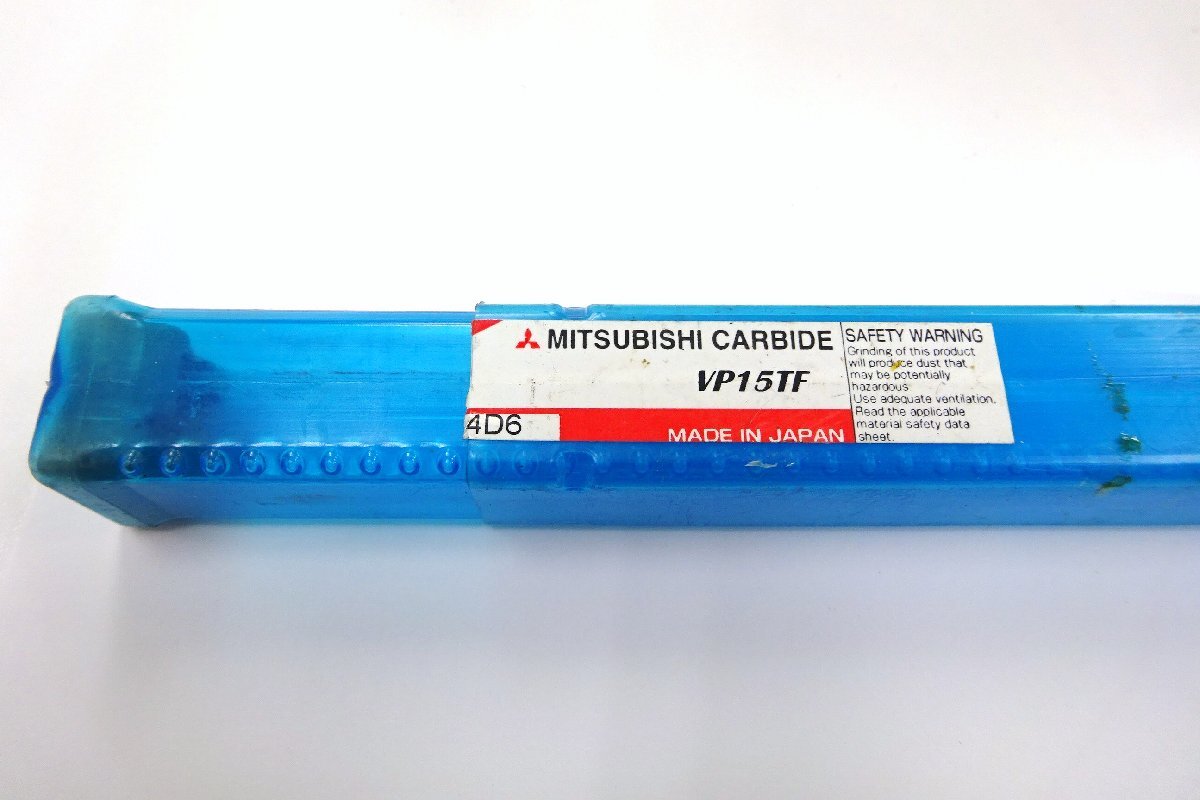 MITSUBISHI CARBIDE
VP15TF
4D6
MADE IN JAPAN
SAFETY WARNING
Grinding of this product
will produce dust that
may be potentially
hazardous.
Use adequate ventilation.
Read the applicable
material safety data
sheet.